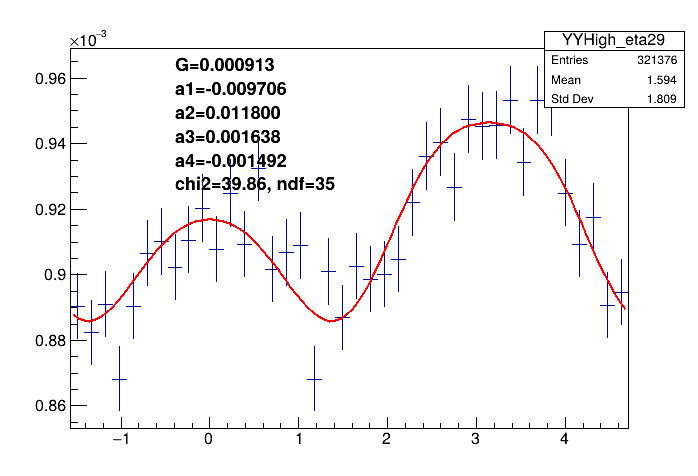 ×10⁻³
YYHigh_eta29
Entries 321376
Mean 1.594
Std Dev 1.809
G=0.000913
a1=-0.009706
a2=0.011800
a3=0.001638
a4=-0.001492
chi2=39.86, ndf=35
0.96
0.94
0.92
0.9
0.88
0.86
−1 0 1 2 3 4